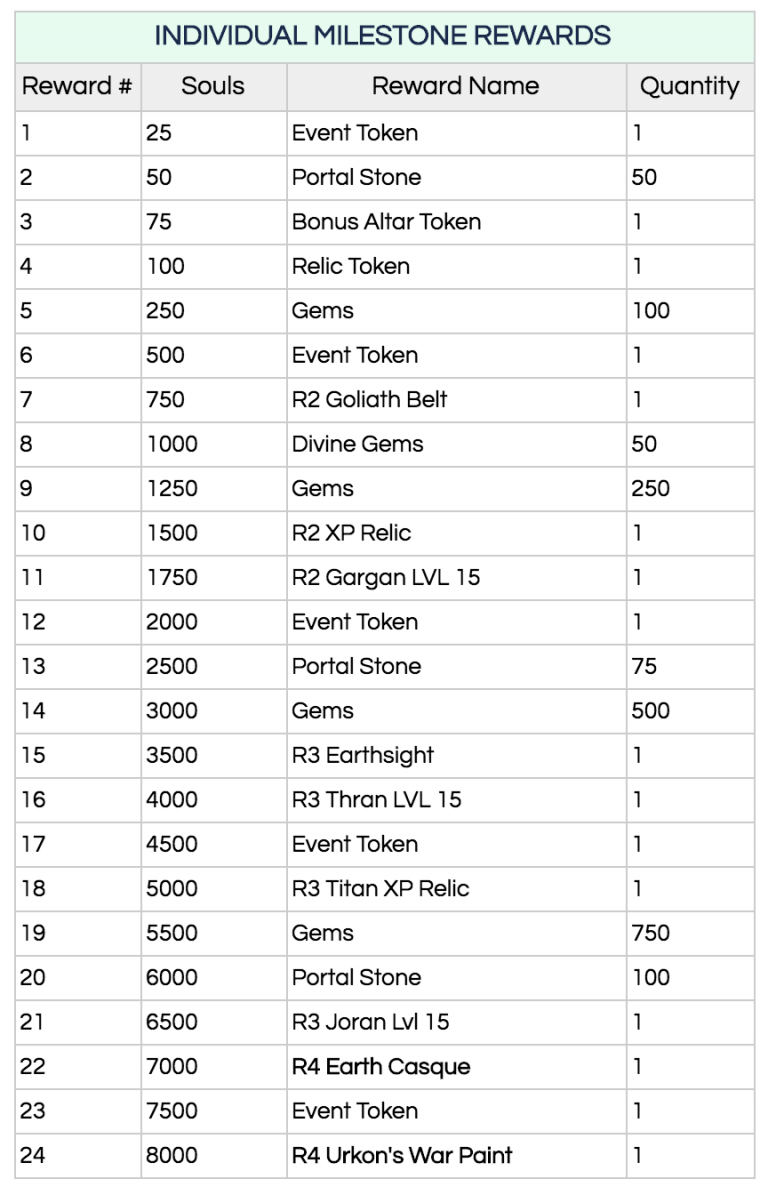 INDIVIDUAL MILESTONE REWARDS
Reward # Souls Reward Name Quantity
1 25 Event Token 1
2 50 Portal Stone 50
3 75 Bonus Altar Token 1
4 100 Relic Token 1
5 250 Gems 100
6 500 Event Token 1
7 750 R2 Goliath Belt 1
8 1000 Divine Gems 50
9 1250 Gems 250
10 1500 R2 XP Relic 1
11 1750 R2 Gargan LVL 15 1
12 2000 Event Token 1
13 2500 Portal Stone 75
14 3000 Gems 500
15 3500 R3 Earthsight 1
16 4000 R3 Thran LVL 15 1
17 4500 Event Token 1
18 5000 R3 Titan XP Relic 1
19 5500 Gems 750
20 6000 Portal Stone 100
21 6500 R3 Joran Lvl 15 1
22 7000 R4 Earth Casque 1
23 7500 Event Token 1
24 8000 R4 Urkon's War Paint 1